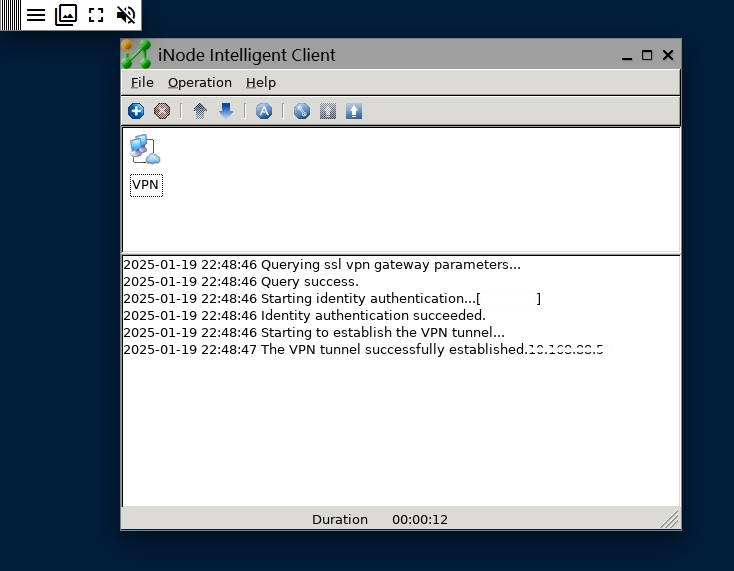 iNode Intelligent Client
File Operation Help
A
VPN
2025-01-19 22:48:46 Querying ssl vpn gateway parameters...
2025-01-19 22:48:46 Query success.
2025-01-19 22:48:46 Starting identity authentication...[ ]
2025-01-19 22:48:46 Identity authentication succeeded.
2025-01-19 22:48:46 Starting to establish the VPN tunnel...
2025-01-19 22:48:47 The VPN tunnel successfully established.
Duration 00:00:12